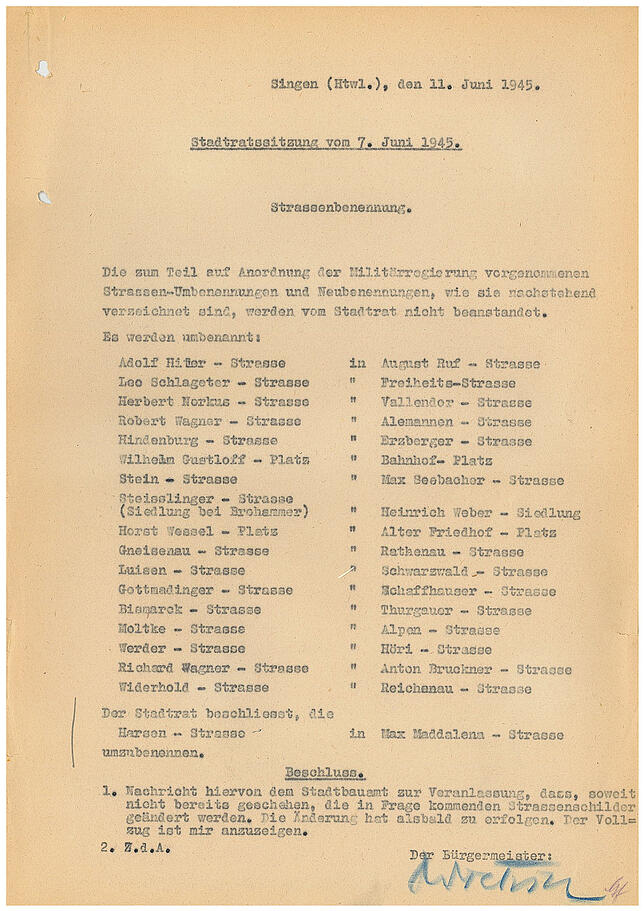 Singen (Htwl.), den 11. Juni 1945.
Stadtratssitzung vom 7. Juni 1945.
Strassenbenennung.
Die zum Teil auf Anordnung der Militärregierung vorgenommenen
Strassen-Umbenennungen und Neubenennungen, wie sie nachstehend
verzeichnet sind, werden vom Stadtrat nicht beanstandet.
Es werden umbenannt:
Adolf Hitler - Strasse in August Ruf - Strasse
Leo Schlageter - Strasse " Freiheits-Strasse
Herbert Norkus - Strasse " Vallendor - Strasse
Robert Wagner - Strasse " Alemannen - Strasse
Hindenburg - Strasse " Erzberger - Strasse
Wilhelm Gustloff - Platz " Bahnhof- Platz
Stein - Strasse " Max Seebacher - Strasse
Steisslinger - Strasse
(Siedlung bei Brohammer) " Heinrich Weber - Siedlung
Horst Wessel - Platz " Alter Friedhof - Platz
Gneisenau - Strasse " Rathenau - Strasse
Luisen - Strasse " Schwarzwald - Strasse
Gottmadinger - Strasse " Schaffhauser - Strasse
Bismarck - Strasse " Thurgauer - Strasse
Moltke - Strasse " Alpen - Strasse
Werder - Strasse " Höri - Strasse
Richard Wagner - Strasse " Anton Bruckner - Strasse
Widerhold - Strasse " Reichenau - Strasse
Der Stadtrat beschliesst, die
Harsen - Strasse in Max Maddalena - Strasse
umzubenennen.
Beschluss.
1. Nachricht hiervon dem Stadtbauamt zur Veranlassung, dass, soweit
nicht bereits geschehen, die in Frage kommenden Strassenschilder
geändert werden. Die Änderung hat alsbald zu erfolgen. Der Voll=
zug ist mir anzuzeigen.
2. Z.d.A.
Der Bürgermeister: